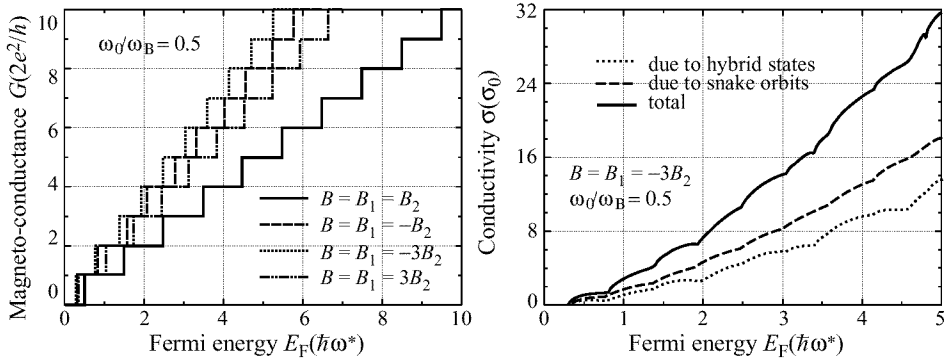 Magneto-conductance G(2e²/h)
10
8
6
4
2
0
ω₀/ω_B = 0.5
B = B₁ = B₂
B = B₁ = −B₂
B = B₁ = −3B₂
B = B₁ = 3B₂
0 2 4 6 8 10
Fermi energy E_F(ħω*)
Conductivity σ(σ₀)
32
24
16
8
0
due to hybrid states
due to snake orbits
total
B = B₁ = −3B₂
ω₀/ω_B = 0.5
0 1 2 3 4 5
Fermi energy E_F(ħω*)